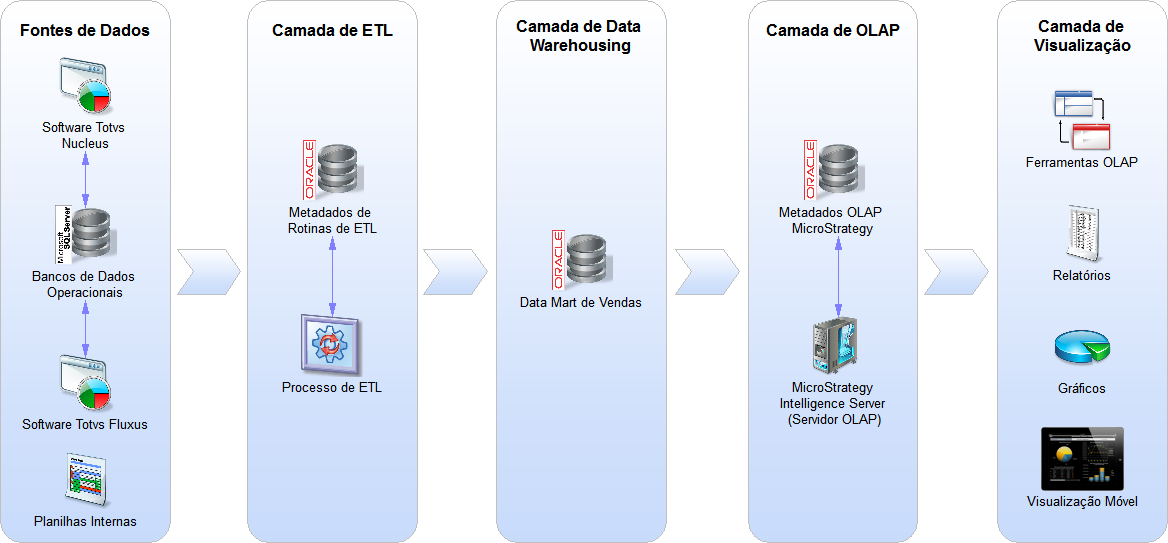 Fontes de Dados
Software Totvs
Nucleus
Microsoft
SQLServer
Bancos de Dados
Operacionais
Software Totvs Fluxus
Planilhas Internas
Camada de ETL
ORACLE
Metadados de
Rotinas de ETL
Processo de ETL
Camada de Data
Warehousing
ORACLE
Data Mart de Vendas
Camada de OLAP
ORACLE
Metadados OLAP
MicroStrategy
MicroStrategy
Intelligence Server
(Servidor OLAP)
Camada de
Visualização
Ferramentas OLAP
Relatórios
Gráficos
Visualização Móvel